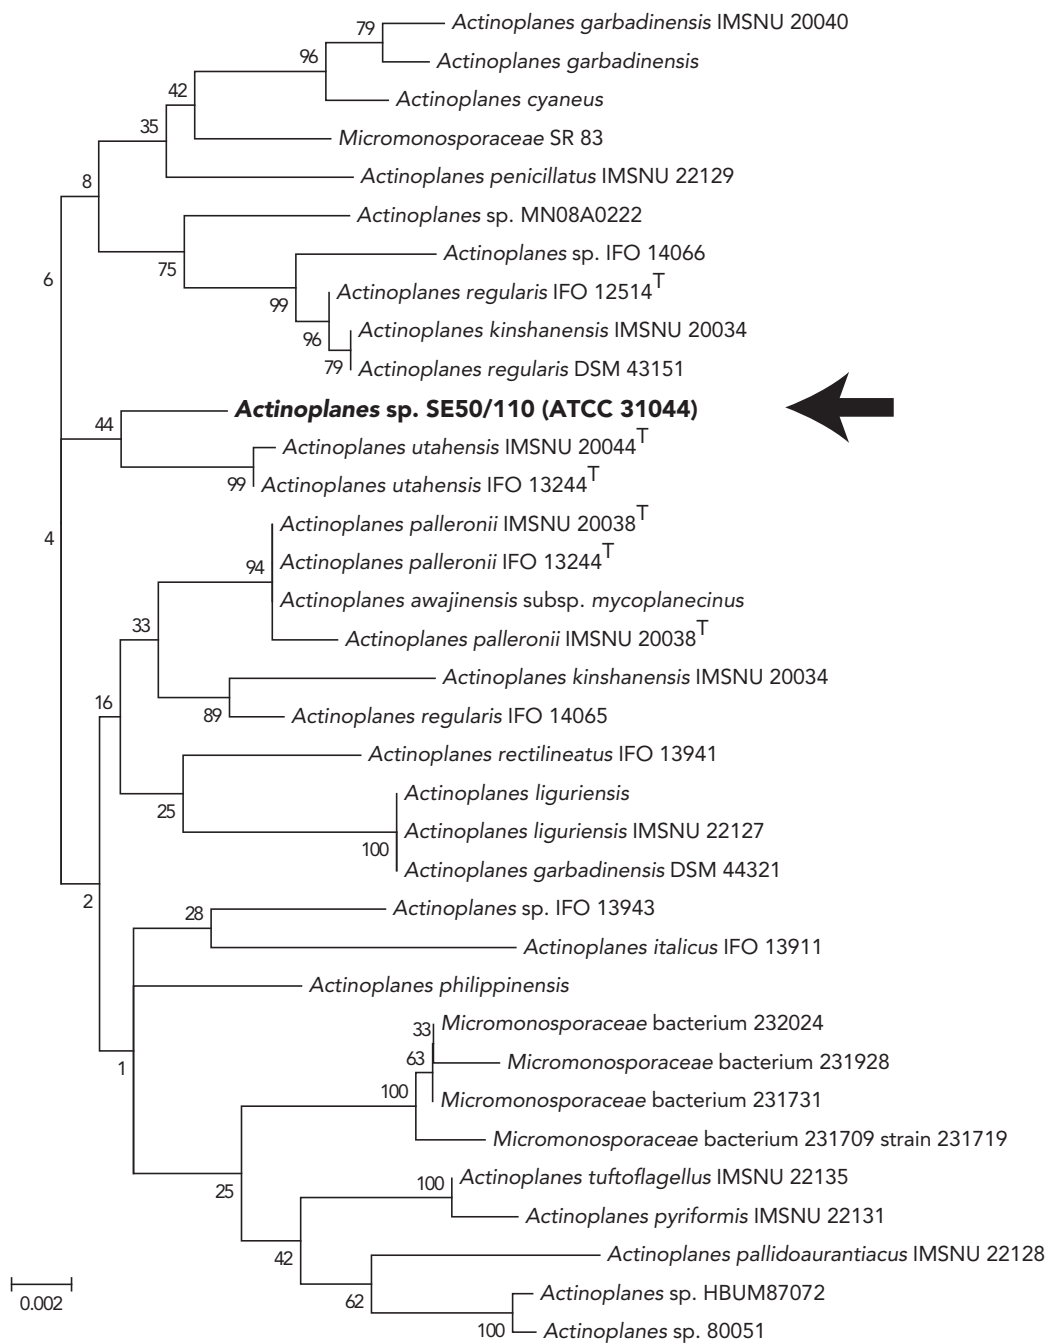 Actinoplanes garbadinensis IMSNU 20040
79
Actinoplanes garbadinensis
96
Actinoplanes cyaneus
42
35
Micromonosporaceae SR 83
8
Actinoplanes penicillatus IMSNU 22129
Actinoplanes sp. MN08A0222
75
Actinoplanes sp. IFO 14066
6
Actinoplanes regularis IFO 12514T
99
Actinoplanes kinshanensis IMSNU 20034
96
Actinoplanes regularis DSM 43151
79
Actinoplanes sp. SE50/110 (ATCC 31044)
44
Actinoplanes utahensis IMSNU 20044T
99
Actinoplanes utahensis IFO 13244T
Actinoplanes palleronii IMSNU 20038T
4
Actinoplanes palleronii IFO 13244T
94
Actinoplanes awajinensis subsp. mycoplanecinus
33
Actinoplanes palleronii IMSNU 20038T
Actinoplanes kinshanensis IMSNU 20034
16
89
Actinoplanes regularis IFO 14065
Actinoplanes rectilineatus IFO 13941
Actinoplanes liguriensis
25
Actinoplanes liguriensis IMSNU 22127
100
Actinoplanes garbadinensis DSM 44321
2
Actinoplanes sp. IFO 13943
28
Actinoplanes italicus IFO 13911
Actinoplanes philippinensis
Micromonosporaceae bacterium 232024
33
Micromonosporaceae bacterium 231928
63
1
Micromonosporaceae bacterium 231731
100
Micromonosporaceae bacterium 231709 strain 231719
Actinoplanes tuftoflagellus IMSNU 22135
100
25
Actinoplanes pyriformis IMSNU 22131
Actinoplanes pallidoaurantiacus IMSNU 22128
42
Actinoplanes sp. HBUM87072
62
0.002
Actinoplanes sp. 80051
100